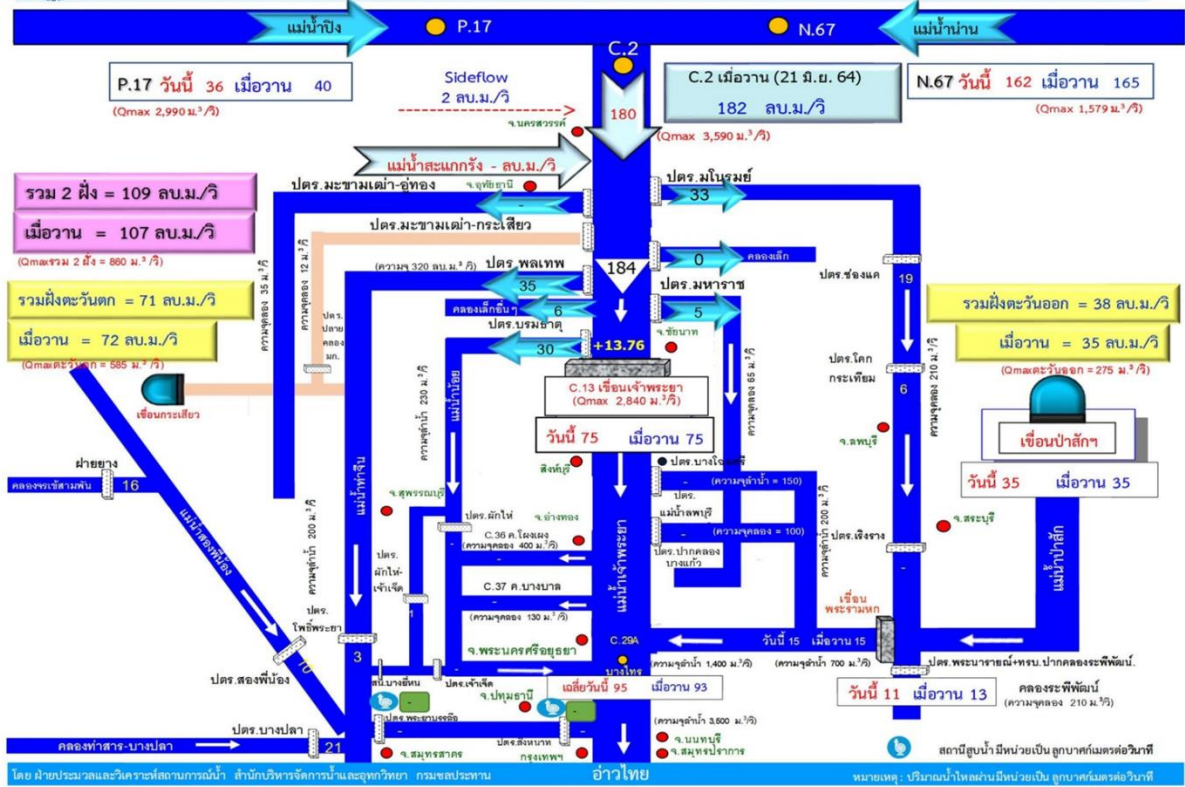 แม่น้ำปิง
P.17
N.67
แม่น้ำน่าน
C.2
P.17 วันนี้ 36 เมื่อวาน 40
(Qmax 2,990 ม.³/วิ)
Sideflow
2 ลบ.ม./วิ
จ.นครสวรรค์
180
C.2 เมื่อวาน (21 มิ.ย. 64)
182 ลบ.ม./วิ
(Qmax 3,590 ม.³/วิ)
N.67 วันนี้ 162 เมื่อวาน 165
(Qmax 1,579 ม.³/วิ)
แม่น้ำสะแกกรัง - ลบ.ม./วิ
จ.อุทัยธานี
ปตร.มะขามเฒ่า-อู่ทอง
-
ปตร.มโนรมย์
33
รวม 2 ฝั่ง = 109 ลบ.ม./วิ
เมื่อวาน = 107 ลบ.ม./วิ
(Qmaxรวม 2 ฝั่ง = 860 ม.³/วิ)
ปตร.มะขามเฒ่า-กระเสียว
ความจุคลอง 35 ม.³/วิ
ความจุคลอง 12 ม.³/วิ
(ความจุ 320 ลบ.ม.³/วิ)
ปตร.พลเทพ
35
184
0
คลองเล็ก
ปตร.ช่องแค
19
รวมฝั่งตะวันตก = 71 ลบ.ม./วิ
เมื่อวาน = 72 ลบ.ม./วิ
(Qmaxตะวันตก = 585 ม.³/วิ)
คลองเล็กอื่นๆ
6
ปตร.มหาราช
5
รวมฝั่งตะวันออก = 38 ลบ.ม./วิ
เมื่อวาน = 35 ลบ.ม./วิ
(Qmaxตะวันออก = 275 ม.³/วิ)
ปตร.
ปลาย
คลอง
มก.
ปตร.บรมธาตุ
30
+13.76
จ.ชัยนาท
ปตร.โคก
กระเทียม
6
ความจุคลอง 210 ม.³/วิ
เขื่อนกระเสียว
แม่น้ำน้อย
ความจุลำน้ำ 230 ม.³/วิ
C.13 เขื่อนเจ้าพระยา
(Qmax 2,840 ม.³/วิ)
ความจุคลอง 65 ม.³/วิ
วันนี้ 75 เมื่อวาน 75
จ.ลพบุรี
เขื่อนป่าสักฯ
วันนี้ 35 เมื่อวาน 35
ฝายยาง
คลองจรเข้สามพัน
16
แม่น้ำท่าจีน
จ.สุพรรณบุรี
สิงห์บุรี
-
(ความจุลำน้ำ = 150)
ปตร.
แม่น้ำลพบุรี
-
(ความจุคลอง = 100)
ความจุลำน้ำ 200 ม.³/วิ
จ.สระบุรี
แม่น้ำสองพี่น้อง
ความจุลำน้ำ 200 ม.³/วิ
ปตร.ผักไห่
-
จ.อ่างทอง
C.36 ค.โผงเผง
(ความจุคลอง 400 ม.³/วิ)
ปตร.ปากคลอง
บางแก้ว
ปตร.เริงราง
-
แม่น้ำป่าสัก
ปตร.
ผักไห่-
เจ้าเจ็ด
1
C.37 ค.บางบาล
(ความจุคลอง 130 ม.³/วิ)
แม่น้ำเจ้าพระยา
เขื่อน
พระรามหก
ปตร.
โพธิ์พระยา
3
10
จ.พระนครศรีอยุธยา
C.29A
บางไทร
วันนี้ 15 เมื่อวาน 15
(ความจุลำน้ำ 1,400 ม.³/วิ)
(ความจุลำน้ำ 700 ม.³/วิ)
ปตร.พระนารายณ์+ทรบ.ปากคลองระพีพัฒน์.
ปตร.สองพี่น้อง
ปตร.เจ้าเจ็ด
จ.ปทุมธานี
เฉลี่ยวันนี้ 95 เมื่อวาน 93
วันนี้ 11 เมื่อวาน 13
คลองระพีพัฒน์
(ความจุคลอง 210 ม.³/วิ)
-
-
ปตร.บางปลา
คลองท่าสาร-บางปลา
21
-
ปตร.พระยาบรรลือ
-
ปตร.สิงหนาท
(ความจุลำน้ำ 3,500 ม.³/วิ)
จ.นนทบุรี
จ.สมุทรสาคร
กรุงเทพฯ
จ.สมุทรปราการ
สถานีสูบน้ำ มีหน่วยเป็น ลูกบาศก์เมตรต่อวินาที
โดย ฝ่ายประมวลและวิเคราะห์สถานการณ์น้ำ สำนักบริหารจัดการน้ำและอุทกวิทยา กรมชลประทาน
อ่าวไทย
หมายเหตุ : ปริมาณน้ำไหลผ่าน มีหน่วยเป็น ลูกบาศก์เมตรต่อวินาที